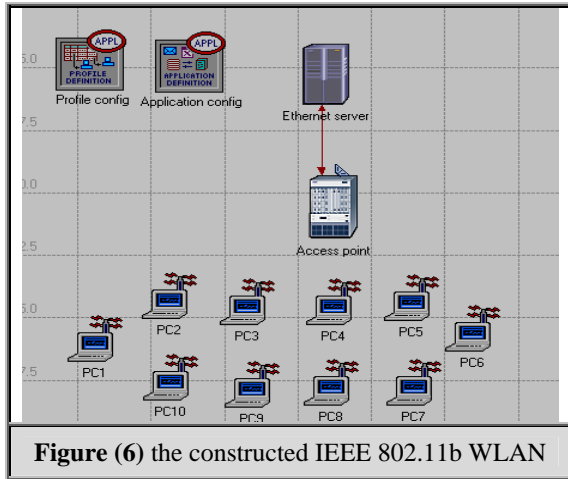 APPL
APPL
PROFILE
DEFINITION
APPLICATION
DEFINITION
5.0
Profile config
Application config
Ethernet server
7.5
0.0
Access point
2.5
5.0
PC2
PC3
PC4
PC5
PC1
PC6
7.5
PC10
PC9
PC8
PC7
Figure (6) the constructed IEEE 802.11b WLAN